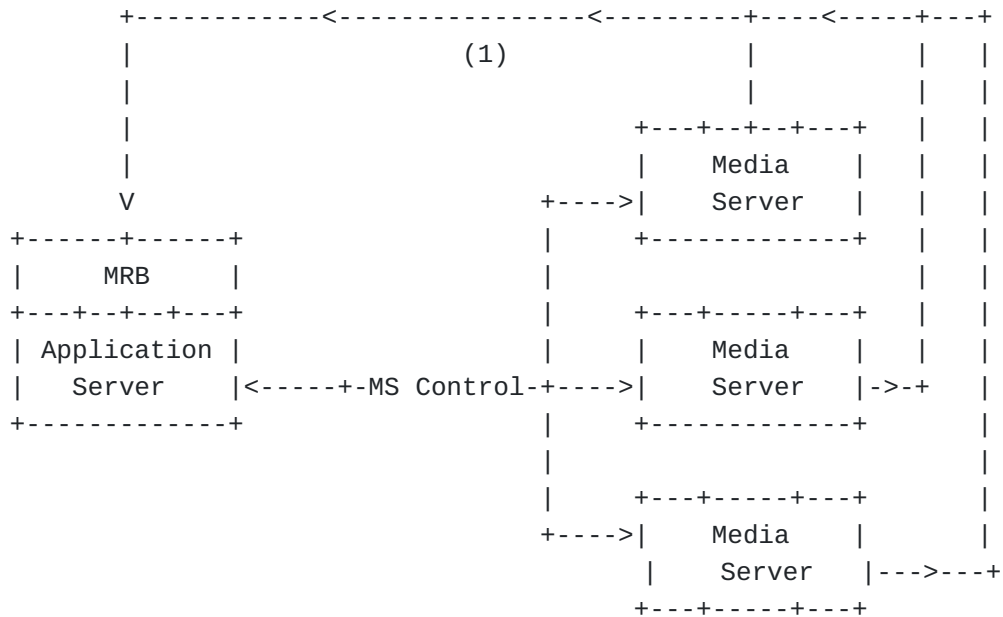 +------------<----------------<---------+----<-----+---+
|                     (1)               |          |   |
|                                       |          |   |
|                                +---+--+--+---+   |   |
|                                |    Media    |   |   |
V                          +---->|    Server   |   |   |
+------+------+                   |     +-------------+   |   |
|     MRB     |                   |                       |   |
+---+--+--+---+                   |     +---+-----+---+   |   |
| Application |                   |     |    Media    |   |   |
|    Server   |<-----+-MS Control-+---->|    Server   |->-+   |
+-------------+                   |     +-------------+       |
|                           |
|     +---+-----+---+       |
+---->|    Media    |       |
|    Server   |--->---+
+---+-----+---+